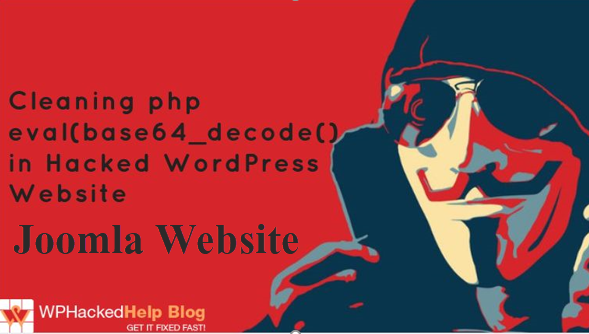 Cleaning php
eval(base64_decode()
in Hacked WordPress
Website
Joomla Website
WPHackedHelp Blog
GET IT FIXED FAST!